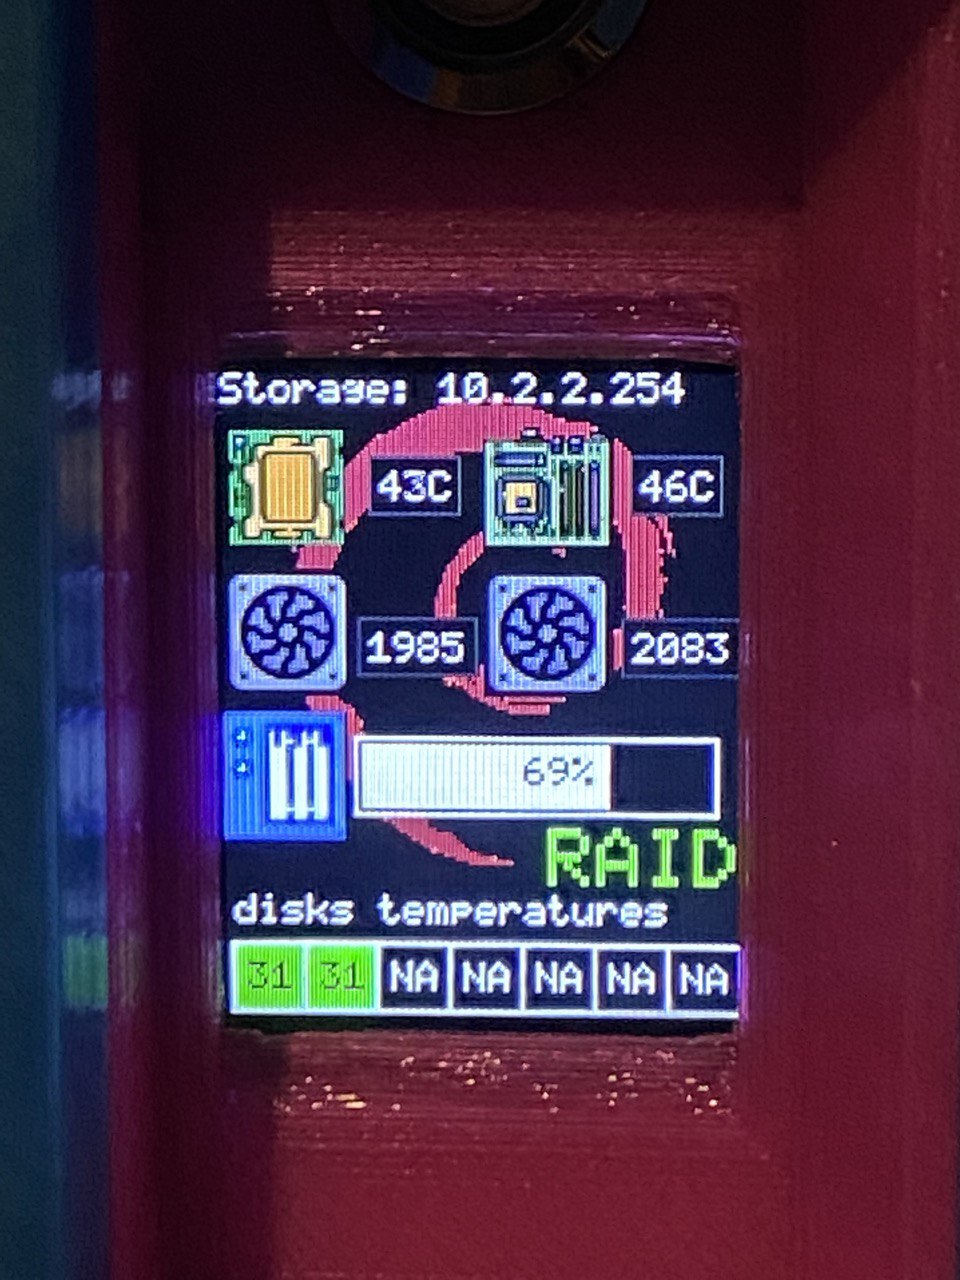 Storage: 10.2.2.254
43C 46C
1985 2083
69%
RAID
disks temperatures
31 31 NA NA NA NA NA